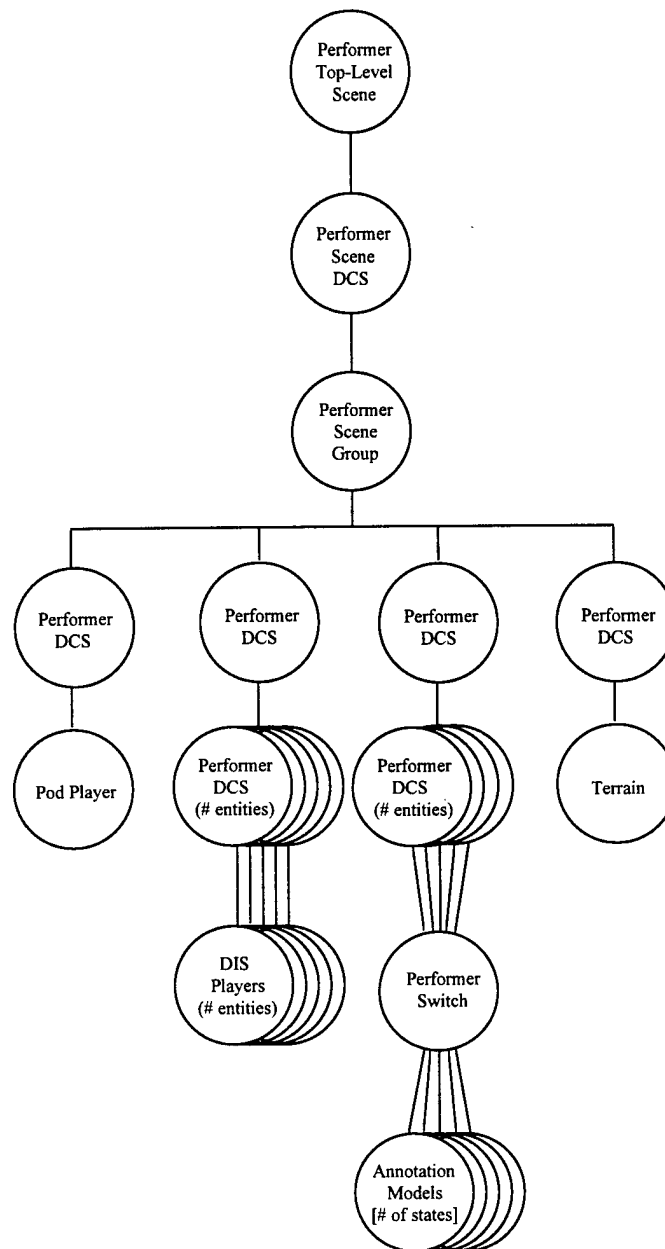 Performer
Top-Level
Scene
Performer
Scene
DCS
Performer
Scene
Group
Performer
DCS
Performer
DCS
Performer
DCS
Performer
DCS
Pod Player
Performer
DCS
(# entities)
Performer
DCS
(# entities)
Terrain
DIS
Players
(# entities)
Performer
Switch
Annotation
Models
[# of states]